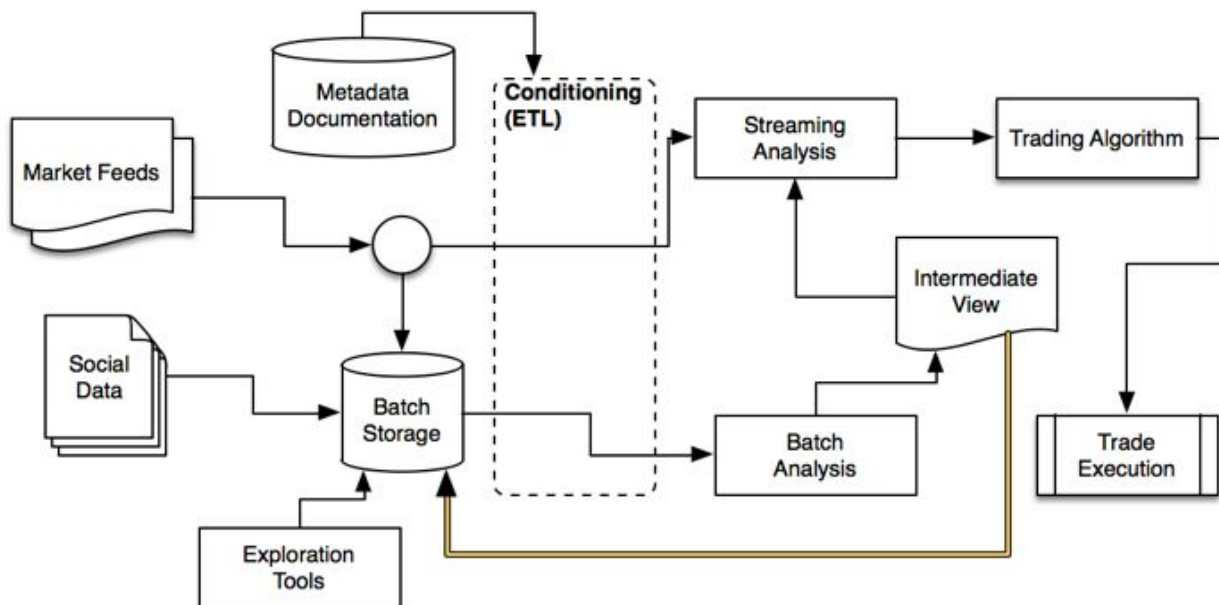 Metadata
Documentation
Conditioning
(ETL)
Streaming
Analysis
Trading Algorithm
Market Feeds
Intermediate
View
Social
Data
Batch
Storage
Batch
Analysis
Trade
Execution
Exploration
Tools